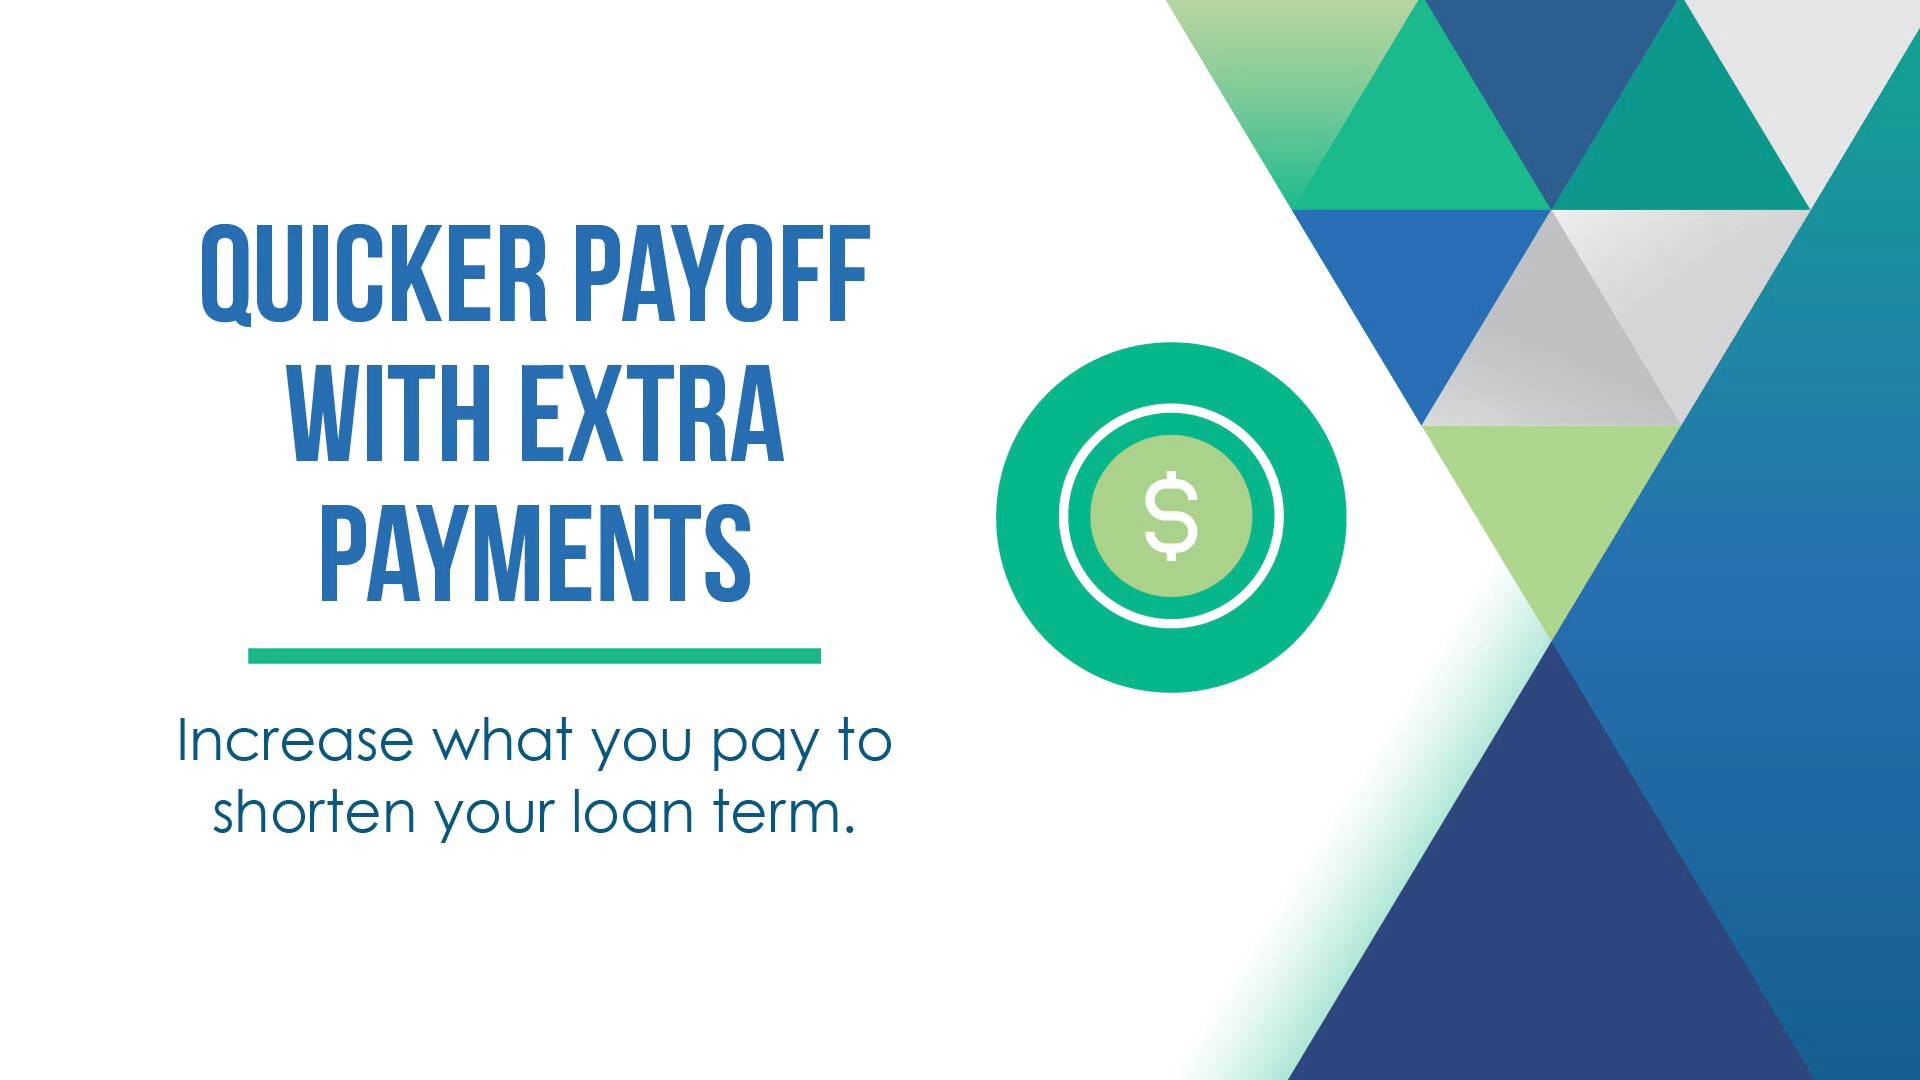 QUICKER PAYOFF
WITH EXTRA
PAYMENTS
Increase what you pay to
shorten your loan term.
$